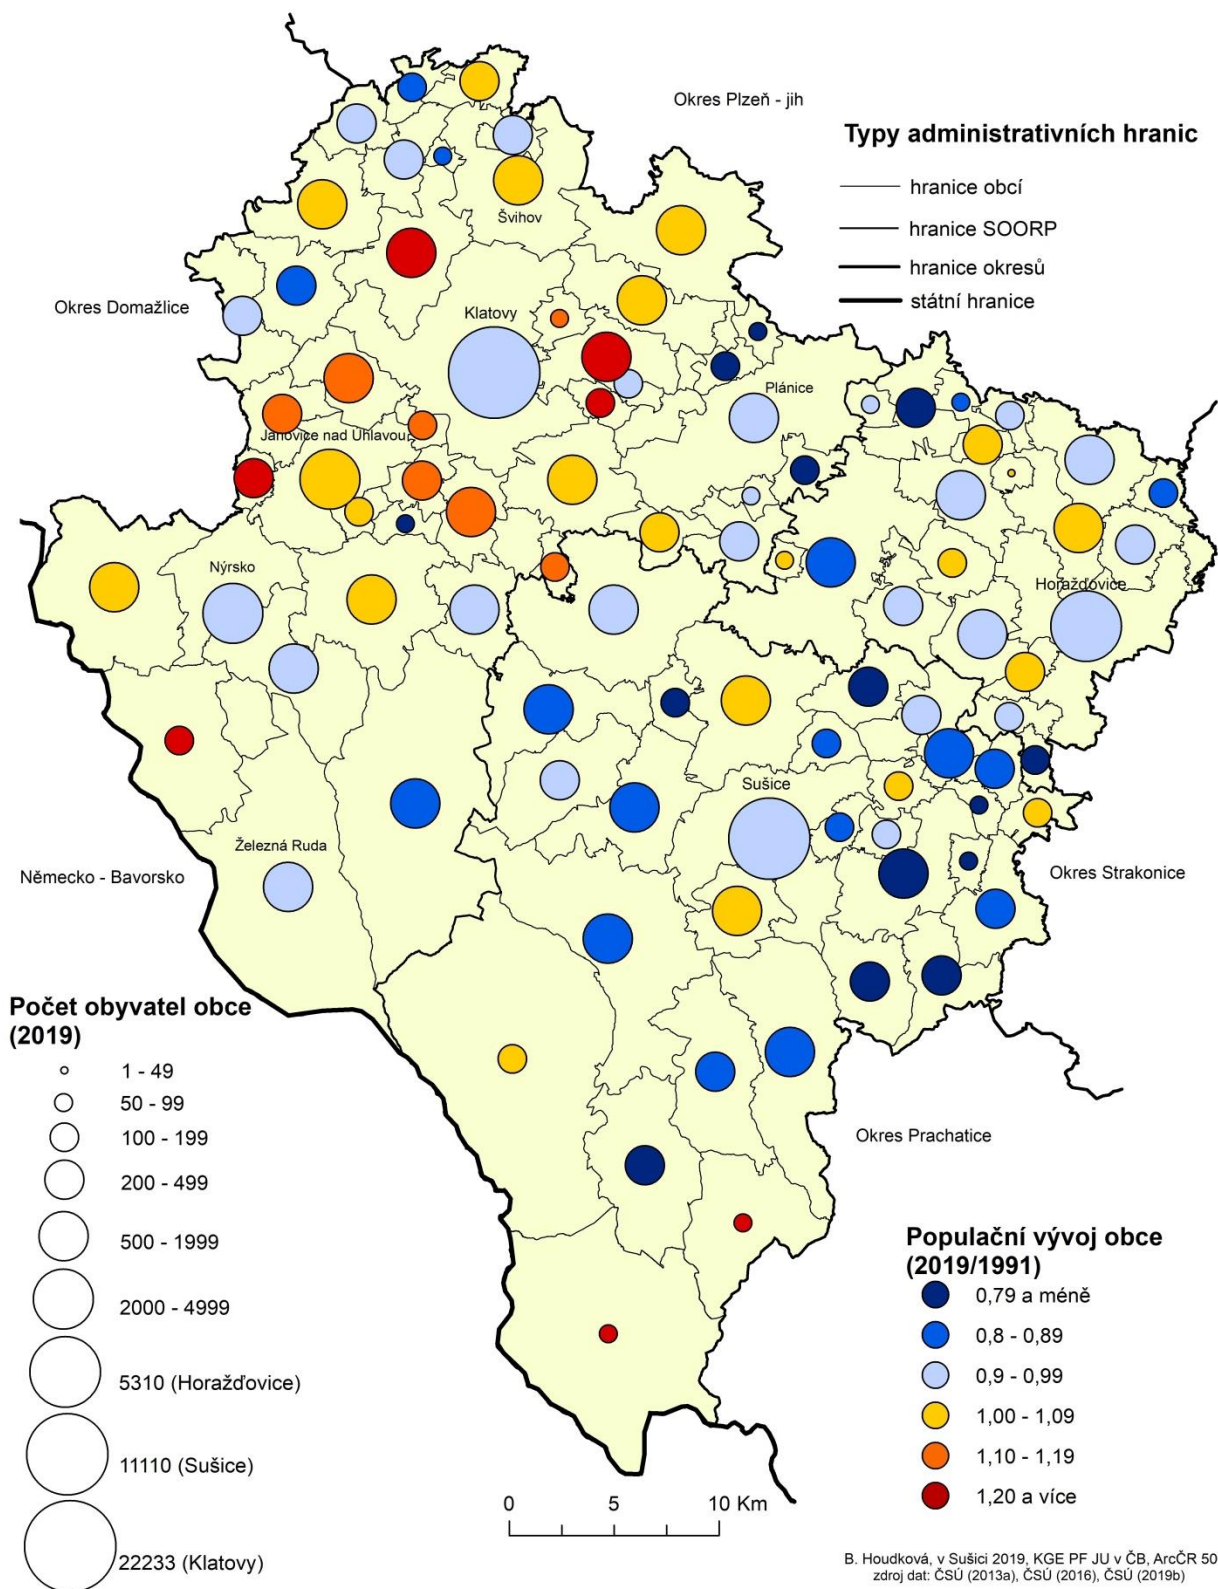 Okres Plzeň - jih
Typy administrativních hranic
hranice obcí
hranice SOORP
hranice okresů
státní hranice
Švihov
Okres Domažlice
Klatovy
Plánice
Janovice nad Úhlavou
Nýrsko
Horažďovice
Sušice
Železná Ruda
Německo - Bavorsko
Okres Strakonice
Počet obyvatel obce
(2019)
1 - 49
50 - 99
100 - 199
200 - 499
500 - 1999
2000 - 4999
5310 (Horažďovice)
11110 (Sušice)
22233 (Klatovy)
Okres Prachatice
Populační vývoj obce
(2019/1991)
0,79 a méně
0,8 - 0,89
0,9 - 0,99
1,00 - 1,09
1,10 - 1,19
1,20 a více
0 5 10 Km
B. Houdková, v Sušici 2019, KGE PF JU v ČB, ArcČR 50
zdroj dat: ČSÚ (2013a), ČSÚ (2016), ČSÚ (2019b)